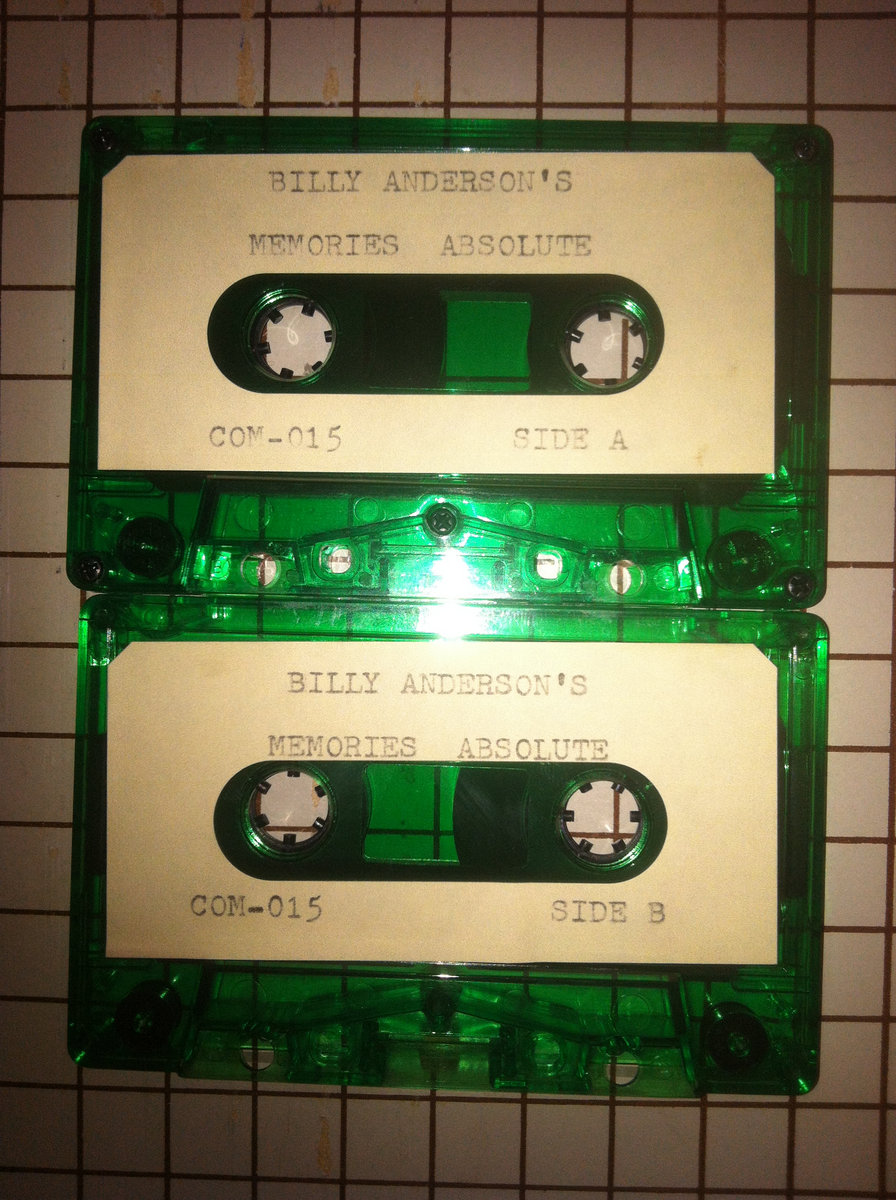 BILLY ANDERSON'S
MEMORIES ABSOLUTE
COM-015 SIDE A
BILLY ANDERSON'S
MEMORIES ABSOLUTE
COM-015 SIDE B